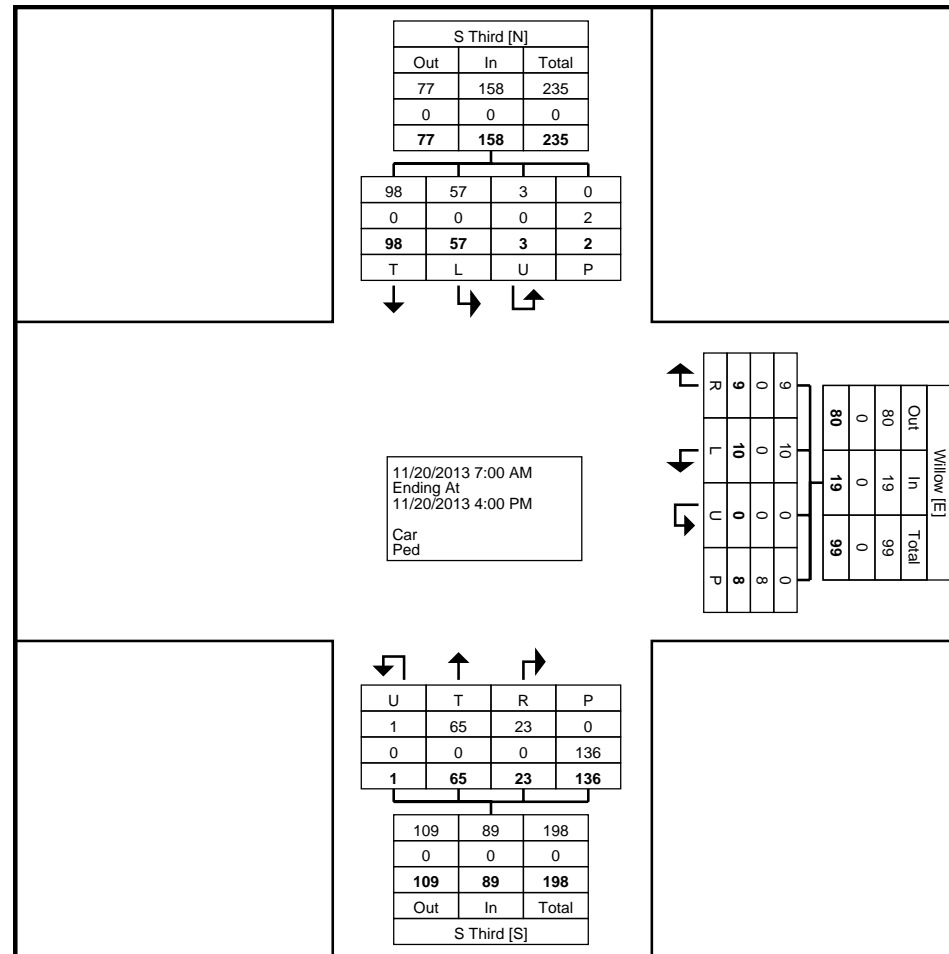 S Third [N]
Out In Total
77 158 235
0 0 0
77 158 235
98 57 3 0
0 0 0 2
98 57 3 2
T L U P
Willow [E]
Out In Total
80 19 99
0 0 0
80 19 99
9 10 0 0
0 0 0 8
9 10 0 8
R L U P
11/20/2013 7:00 AM
Ending At
11/20/2013 4:00 PM
Car
Ped
U T R P
1 65 23 0
0 0 0 136
1 65 23 136
109 89 198
0 0 0
109 89 198
Out In Total
S Third [S]